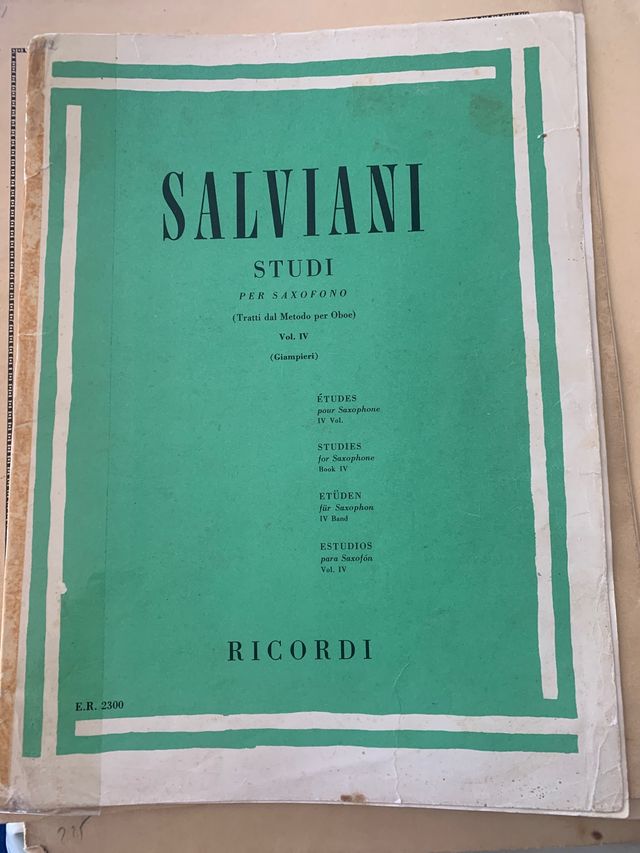 SALVIANI
STUDI
PER SAXOFONO
(Tratti dal Metodo per Oboe)
Vol. IV
(Giampieri)
ÉTUDES
pour Saxophone
IV Vol.
STUDIES
for Saxophone
Book IV
ETÜDEN
für Saxophon
IV Band
ESTUDIOS
para Saxofón
Vol. IV
RICORDI
E.R. 2300
225